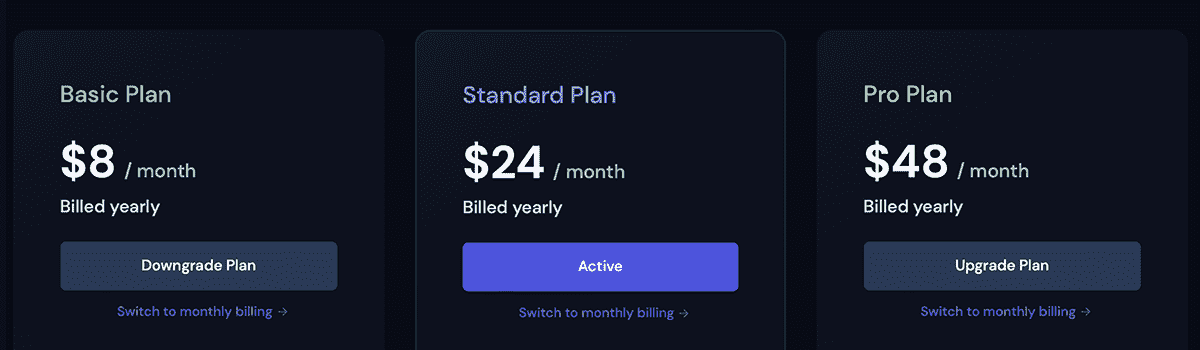 Basic Plan
$8 / month
Billed yearly
Downgrade Plan
Switch to monthly billing →
Standard Plan
$24 / month
Billed yearly
Active
Switch to monthly billing →
Pro Plan
$48 / month
Billed yearly
Upgrade Plan
Switch to monthly billing →